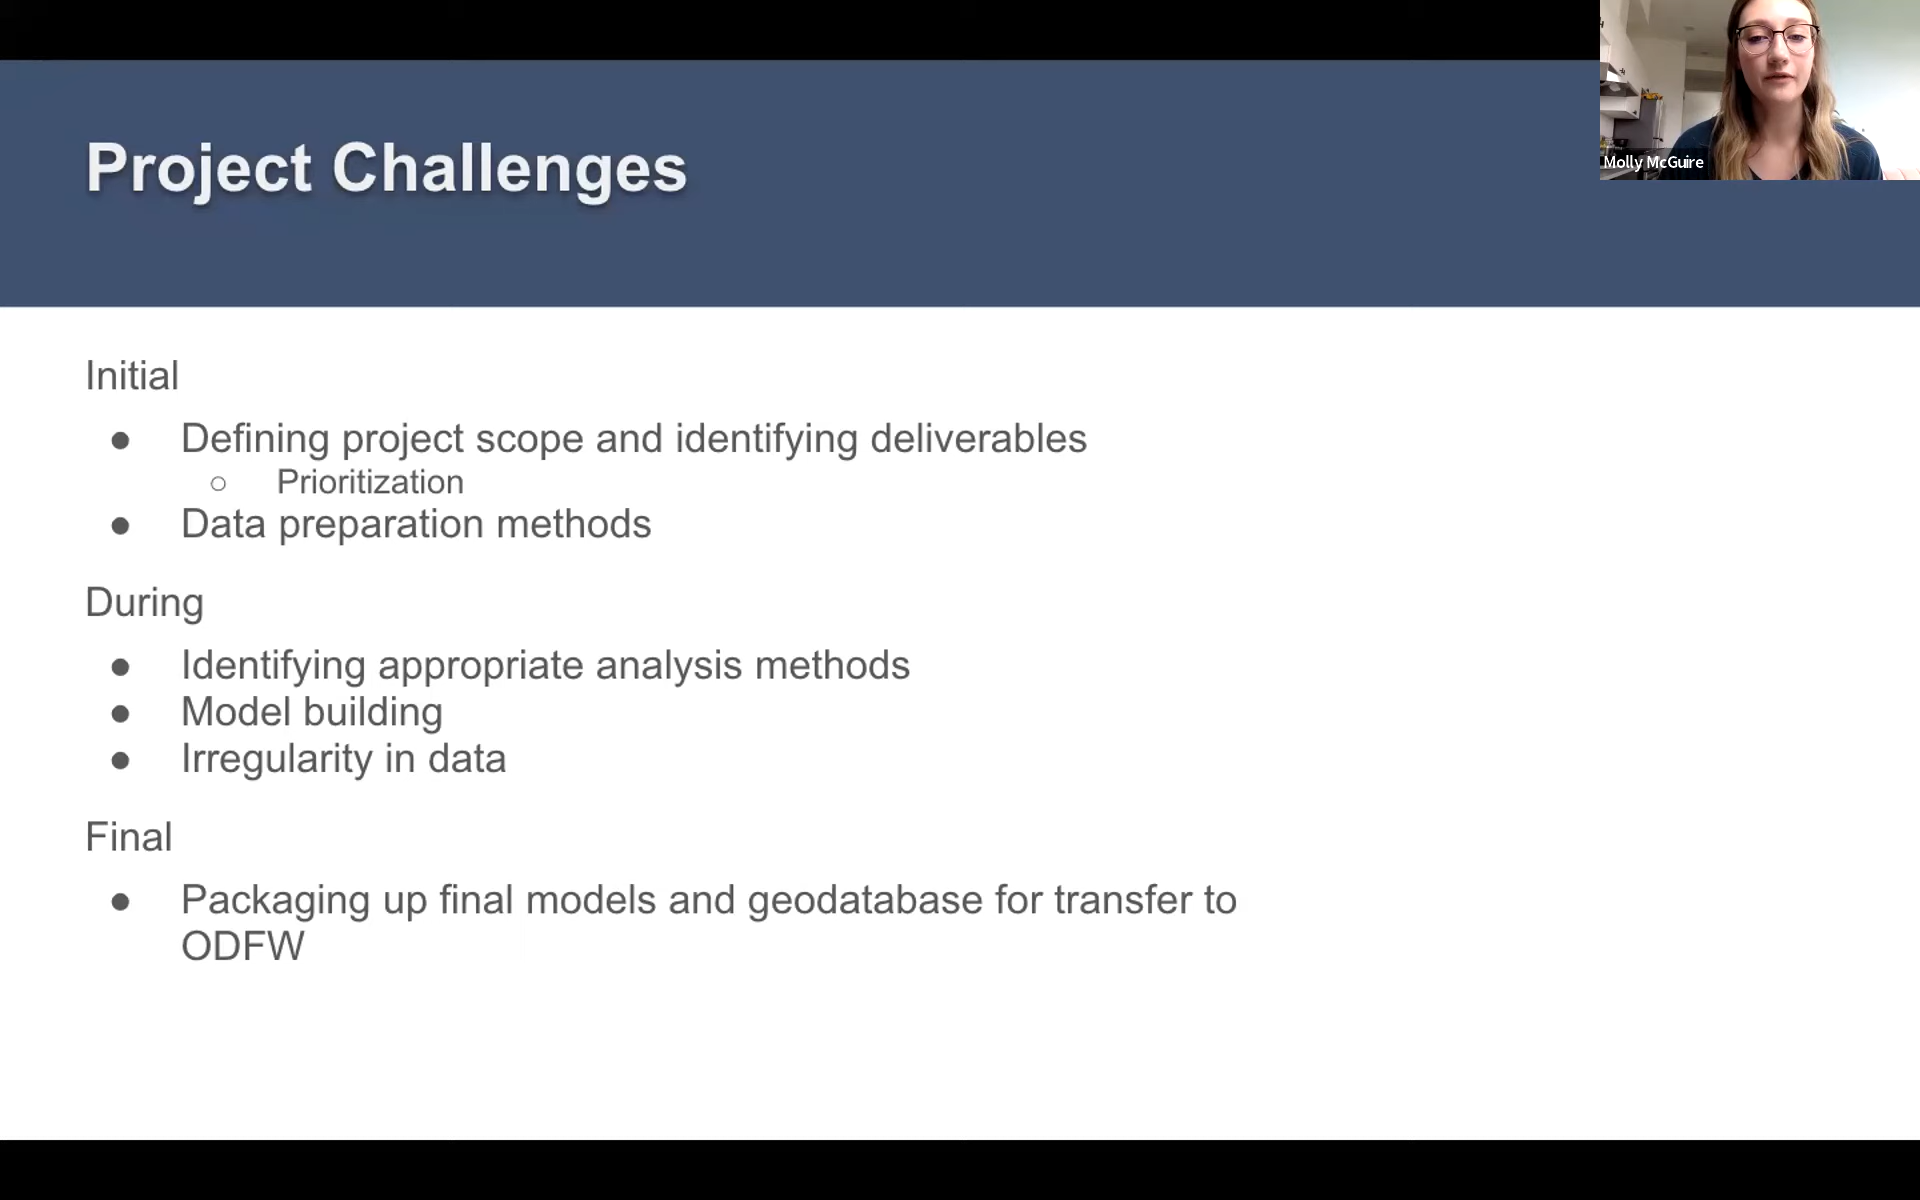 Molly McGuire
Project Challenges
Initial
● Defining project scope and identifying deliverables
○ Prioritization
● Data preparation methods
During
● Identifying appropriate analysis methods
● Model building
● Irregularity in data
Final
● Packaging up final models and geodatabase for transfer to
ODFW